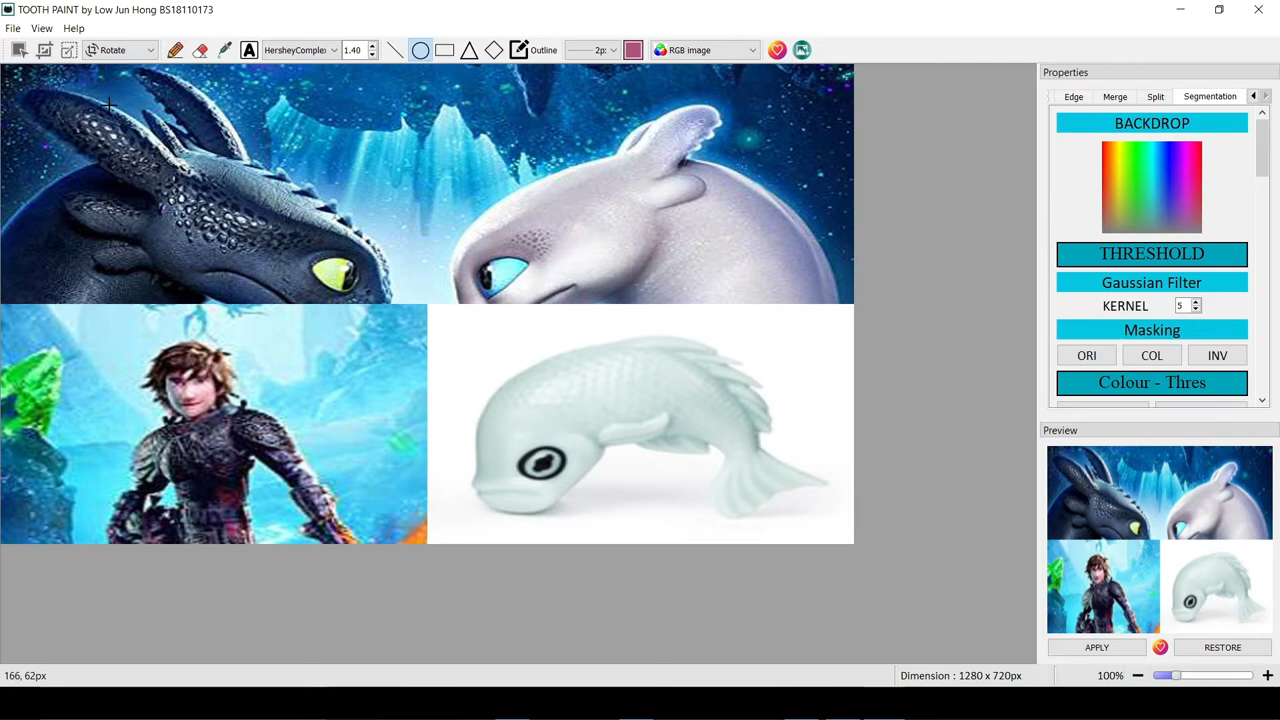 TOOTH PAINT by Low Jun Hong BS18110173
File View Help
Rotate A HersheyComplex 1.40 Outline 2p RGB image
Properties
Edge Merge Split Segmentation
BACKDROP
THRESHOLD
Gaussian Filter
KERNEL 5
Masking
ORI COL INV
Colour - Thres
Preview
APPLY RESTORE
166, 62px Dimension : 1280 x 720px 100%